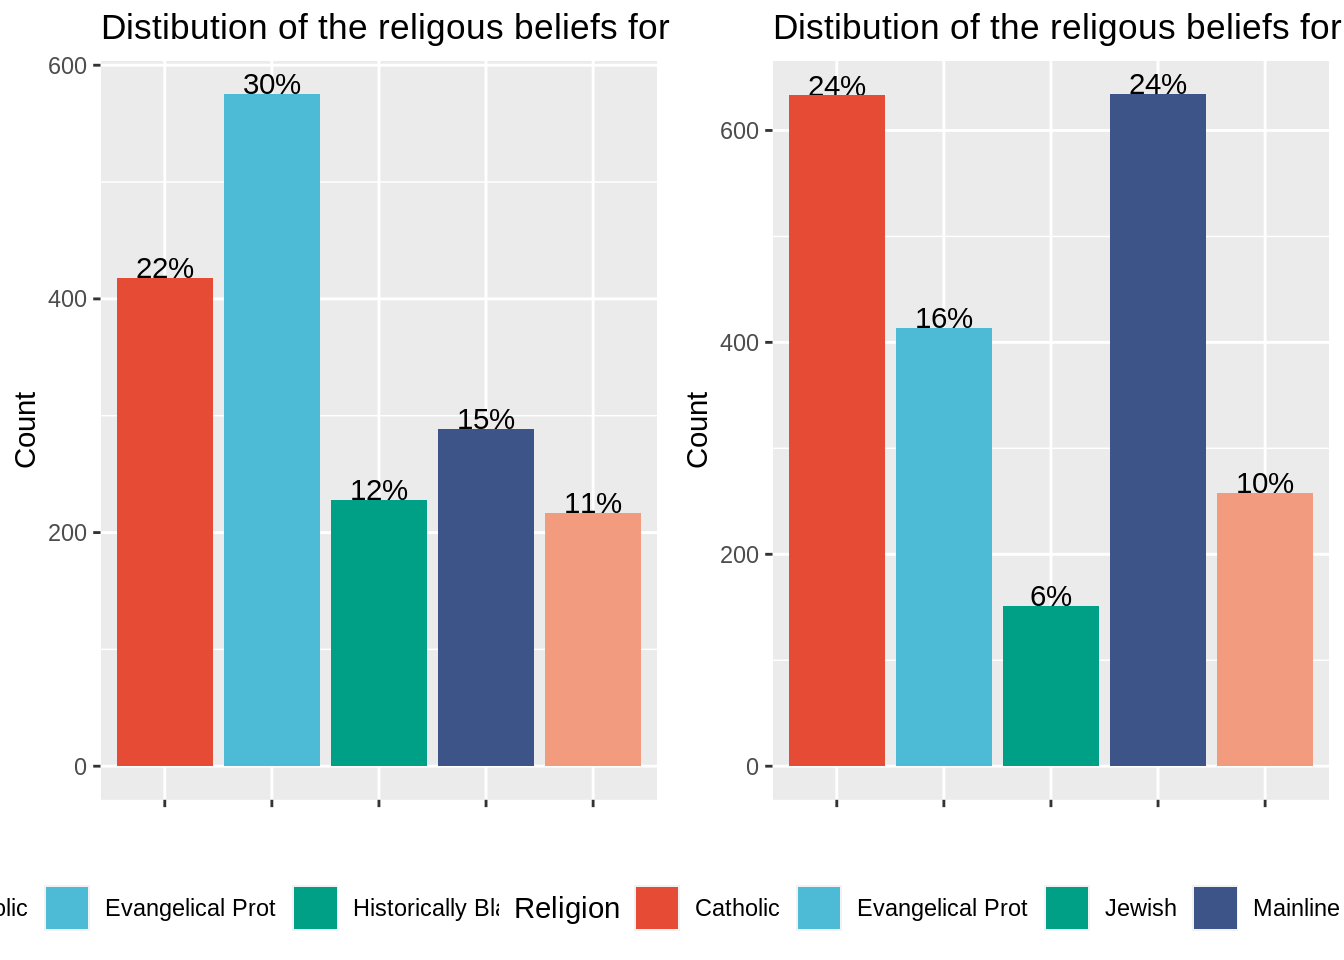 Distibution of the religous beliefs for
600
400
200
0
Count
22%
30%
12%
15%
11%
Distibution of the religous beliefs for
600
400
200
0
Count
24%
16%
6%
24%
10%
Evangelical Prot
Historically
Religion
Catholic
Evangelical Prot
Jewish
Mainline